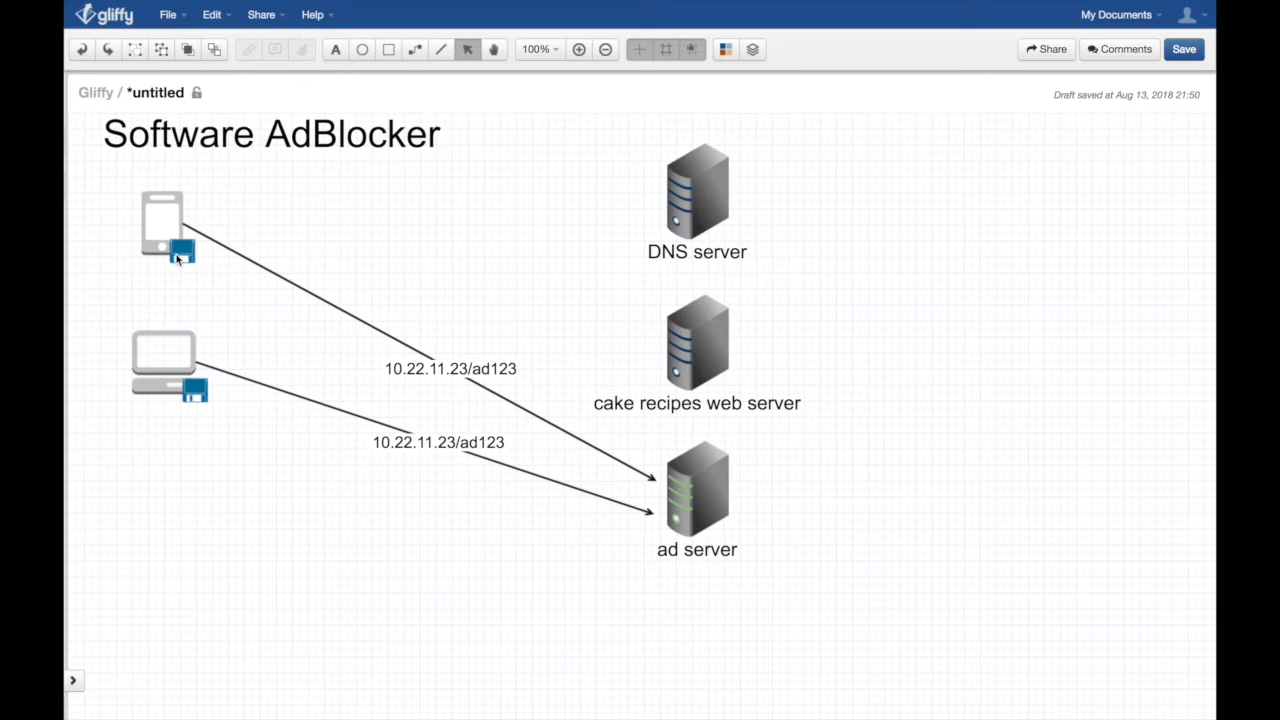 gliffy File Edit Share Help My Documents
A 100% Share Comments Save
Gliffy / *untitled
Draft saved at Aug 13, 2018 21:50
Software AdBlocker
DNS server
10.22.11.23/ad123
cake recipes web server
10.22.11.23/ad123
ad server